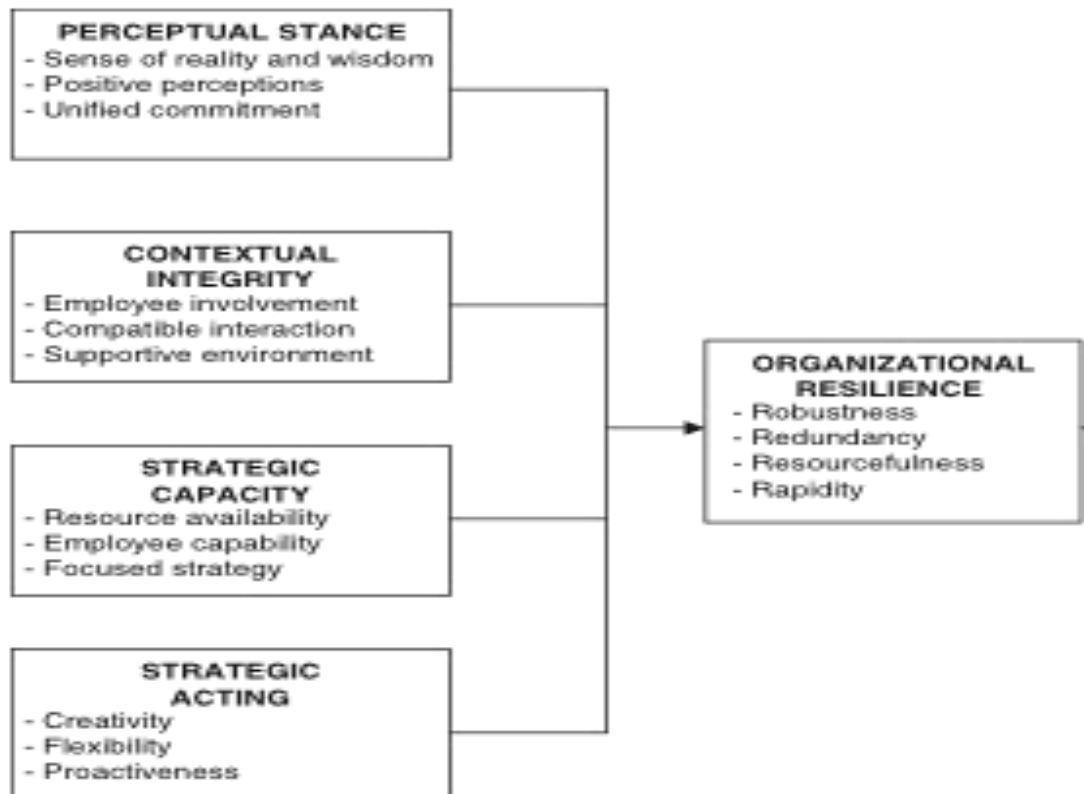 PERCEPTUAL STANCE
- Sense of reality and wisdom
- Positive perceptions
- Unified commitment
CONTEXTUAL
INTEGRITY
- Employee involvement
- Compatible interaction
- Supportive environment
STRATEGIC
CAPACITY
- Resource availability
- Employee capability
- Focused strategy
STRATEGIC
ACTING
- Creativity
- Flexibility
- Proactiveness
ORGANIZATIONAL
RESILIENCE
- Robustness
- Redundancy
- Resourcefulness
- Rapidity